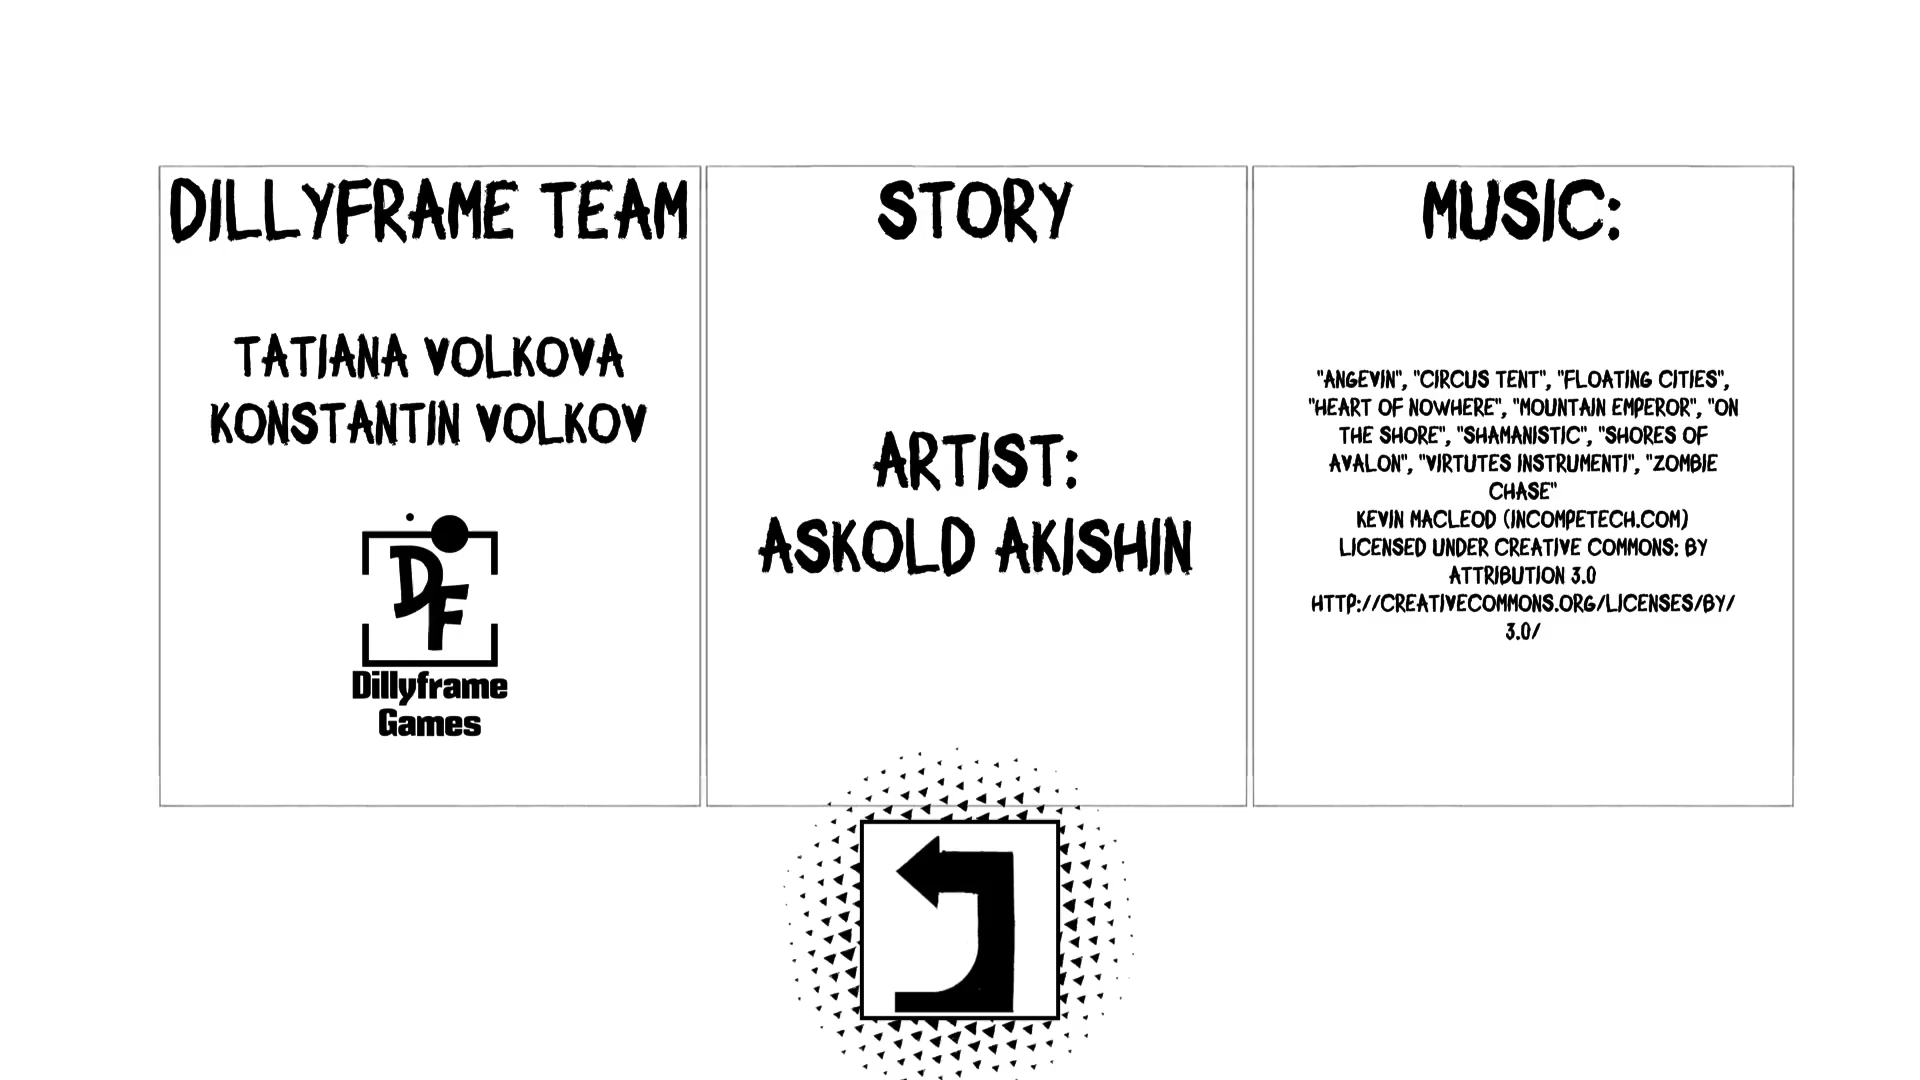 DILLYFRAME TEAM
TATIANA VOLKOVA
KONSTANTIN VOLKOV
DF
Dillyframe
Games
STORY
ARTIST:
ASKOLD AKISHIN
MUSIC:
"ANGEVIN", "CIRCUS TENT", "FLOATING CITIES",
"HEART OF NOWHERE", "MOUNTAIN EMPEROR", "ON
THE SHORE", "SHAMANISTIC", "SHORES OF
AVALON", "VIRTUTES INSTRUMENTI", "ZOMBIE
CHASE"
KEVIN MACLEOD (INCOMPETECH.COM)
LICENSED UNDER CREATIVE COMMONS: BY
ATTRIBUTION 3.0
HTTP://CREATIVECOMMONS.ORG/LICENSES/BY/
3.0/